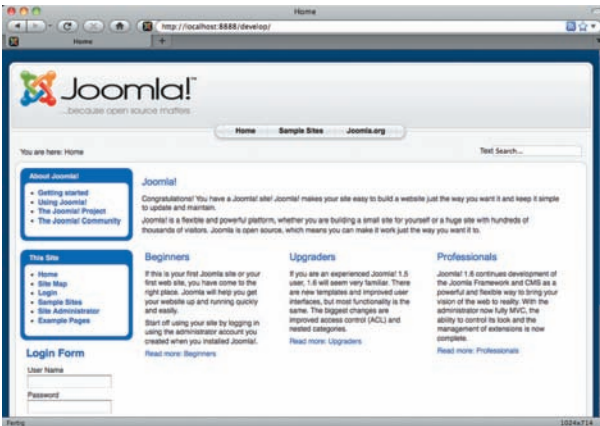 Home
http://localhost:8888/develop/
Home
Joomla!™
...because open source matters
Home Sample Sites Joomla.org
You are here: Home
Text Search...
About Joomla!
Getting started
Using Joomla!
The Joomla! Project
The Joomla! Community
This Site
Home
Site Map
Login
Sample Sites
Site Administrator
Example Pages
Login Form
User Name
Password
Joomla!
Congratulations! You have a Joomla! site! Joomla! makes your site easy to build a website just the way you want it and keep it simple
to update and maintain.
Joomla! is a flexible and powerful platform, whether you are building a small site for yourself or a huge site with hundreds of
thousands of visitors. Joomla is open source, which means you can make it work just the way you want it to.
Beginners
If this is your first Joomla site or your
first web site, you have come to the
right place. Joomla will help you get
your website up and running quickly
and easily.
Start off using your site by logging in
using the administrator account you
created when you installed Joomla!.
Read more: Beginners
Upgraders
If you are an experienced Joomla! 1.5
user, 1.6 will seem very familiar. There
are new templates and improved user
interfaces, but most functionality is the
same. The biggest changes are
improved access control (ACL) and
nested categories.
Read more: Upgraders
Professionals
Joomla! 1.6 continues development of
the Joomla Framework and CMS as a
powerful and flexible way to bring your
vision of the web to reality. With the
administrator now fully MVC, the
ability to control its look and the
management of extensions is now
complete.
Read more: Professionals
Fertig
1024x714